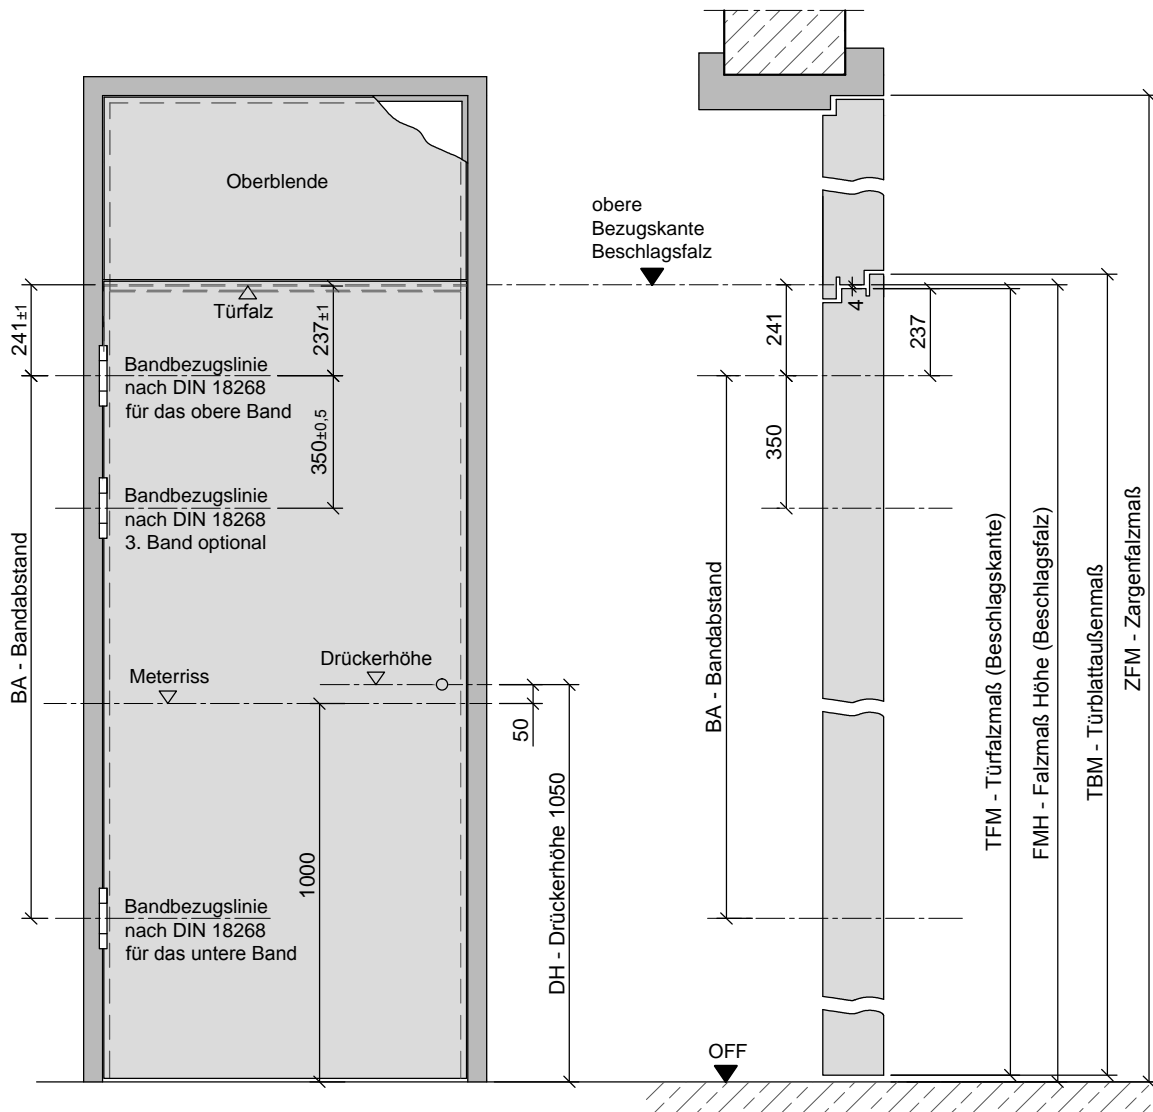 Oberblende
obere
Bezugskante
Beschlagsfalz
Türfalz
241±1
237±1
241
4
237
Bandbezugslinie
nach DIN 18268
für das obere Band
350±0,5
350
Bandbezugslinie
nach DIN 18268
3. Band optional
BA - Bandabstand
BA - Bandabstand
Meterriss
Drückerhöhe
50
1000
DH - Drückerhöhe 1050
TFM - Türfalzmaß (Beschlagskante)
FMH - Falzmaß Höhe (Beschlagsfalz)
TBM - Türblattaußenmaß
ZFM - Zargenfalzmaß
Bandbezugslinie
nach DIN 18268
für das untere Band
OFF